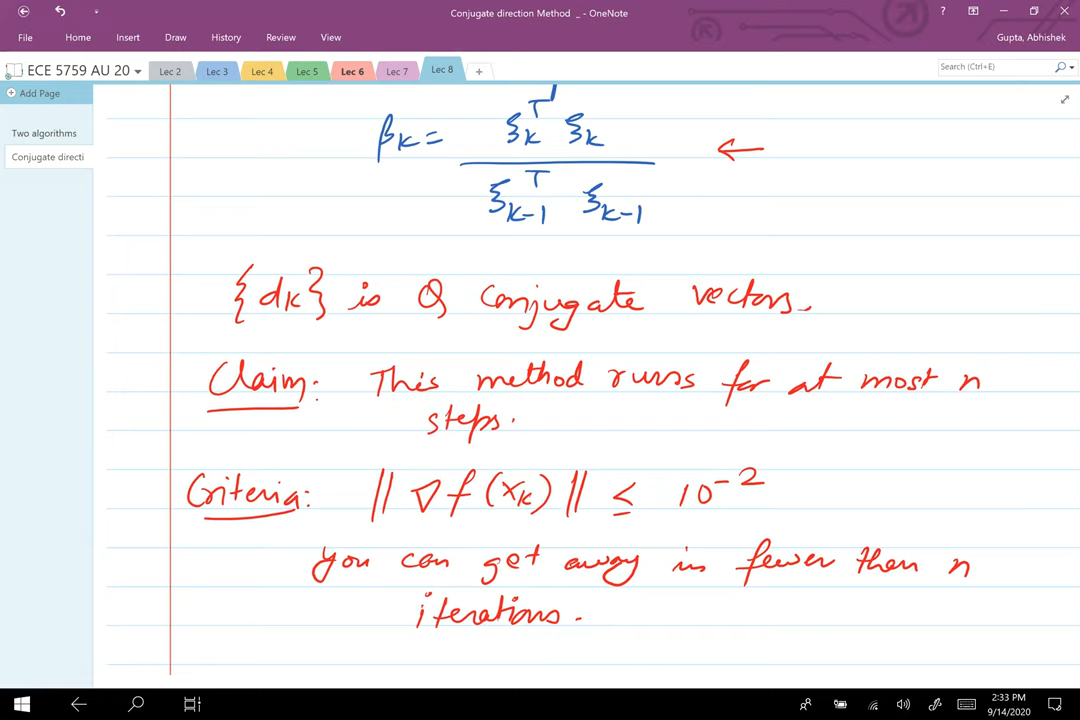 Conjugate direction Method _ - OneNote
File Home Insert Draw History Review View
Gupta, Abhishek
ECE 5759 AU 20
Lec 2 Lec 3 Lec 4 Lec 5 Lec 6 Lec 7 Lec 8
Search (Ctrl+E)
Add Page
Two algorithms
Conjugate directi
βk = ξk^T ξk / ξk-1^T ξk-1 ←
{dk} is Q conjugate vectors.
Claim: This method runs for at most n
steps.
Criteria: ‖∇f(xk)‖ ≤ 10^-2
you can get away in fewer than n
iterations.
2:33 PM
9/14/2020